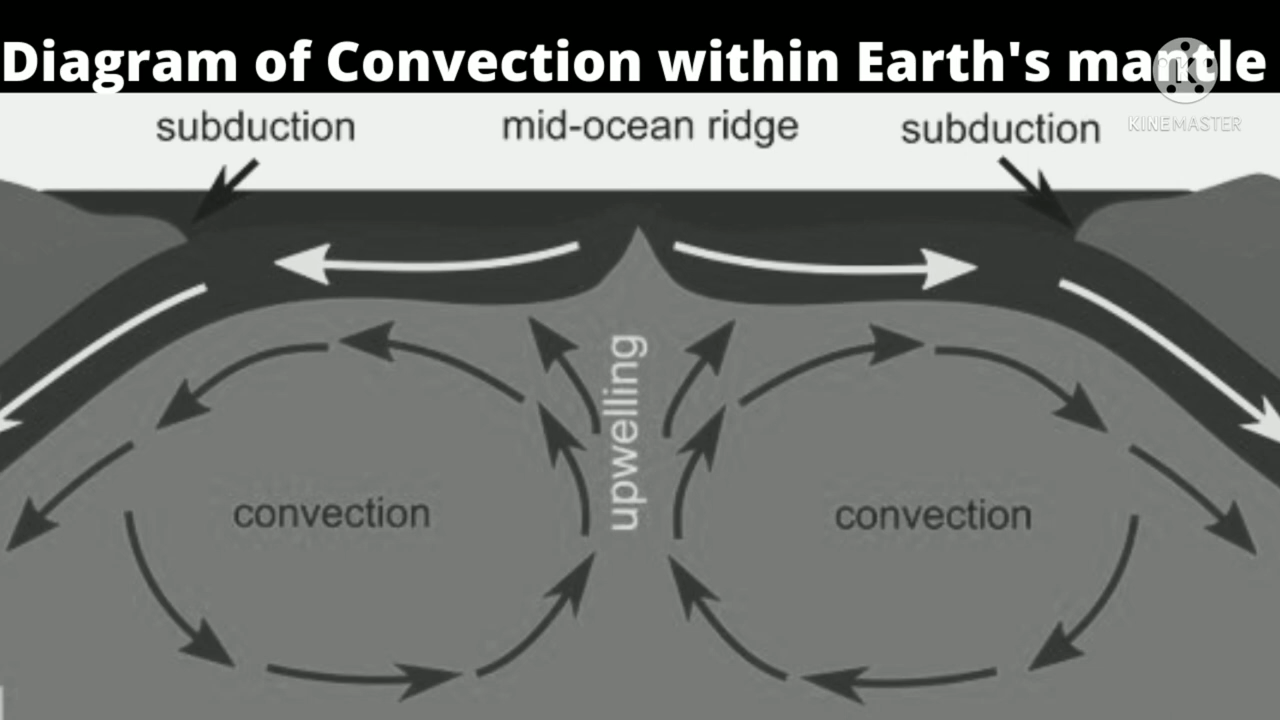 Diagram of Convection within Earth's mantle
K
KINEMASTER
subduction
mid-ocean ridge
subduction
upwelling
convection
convection